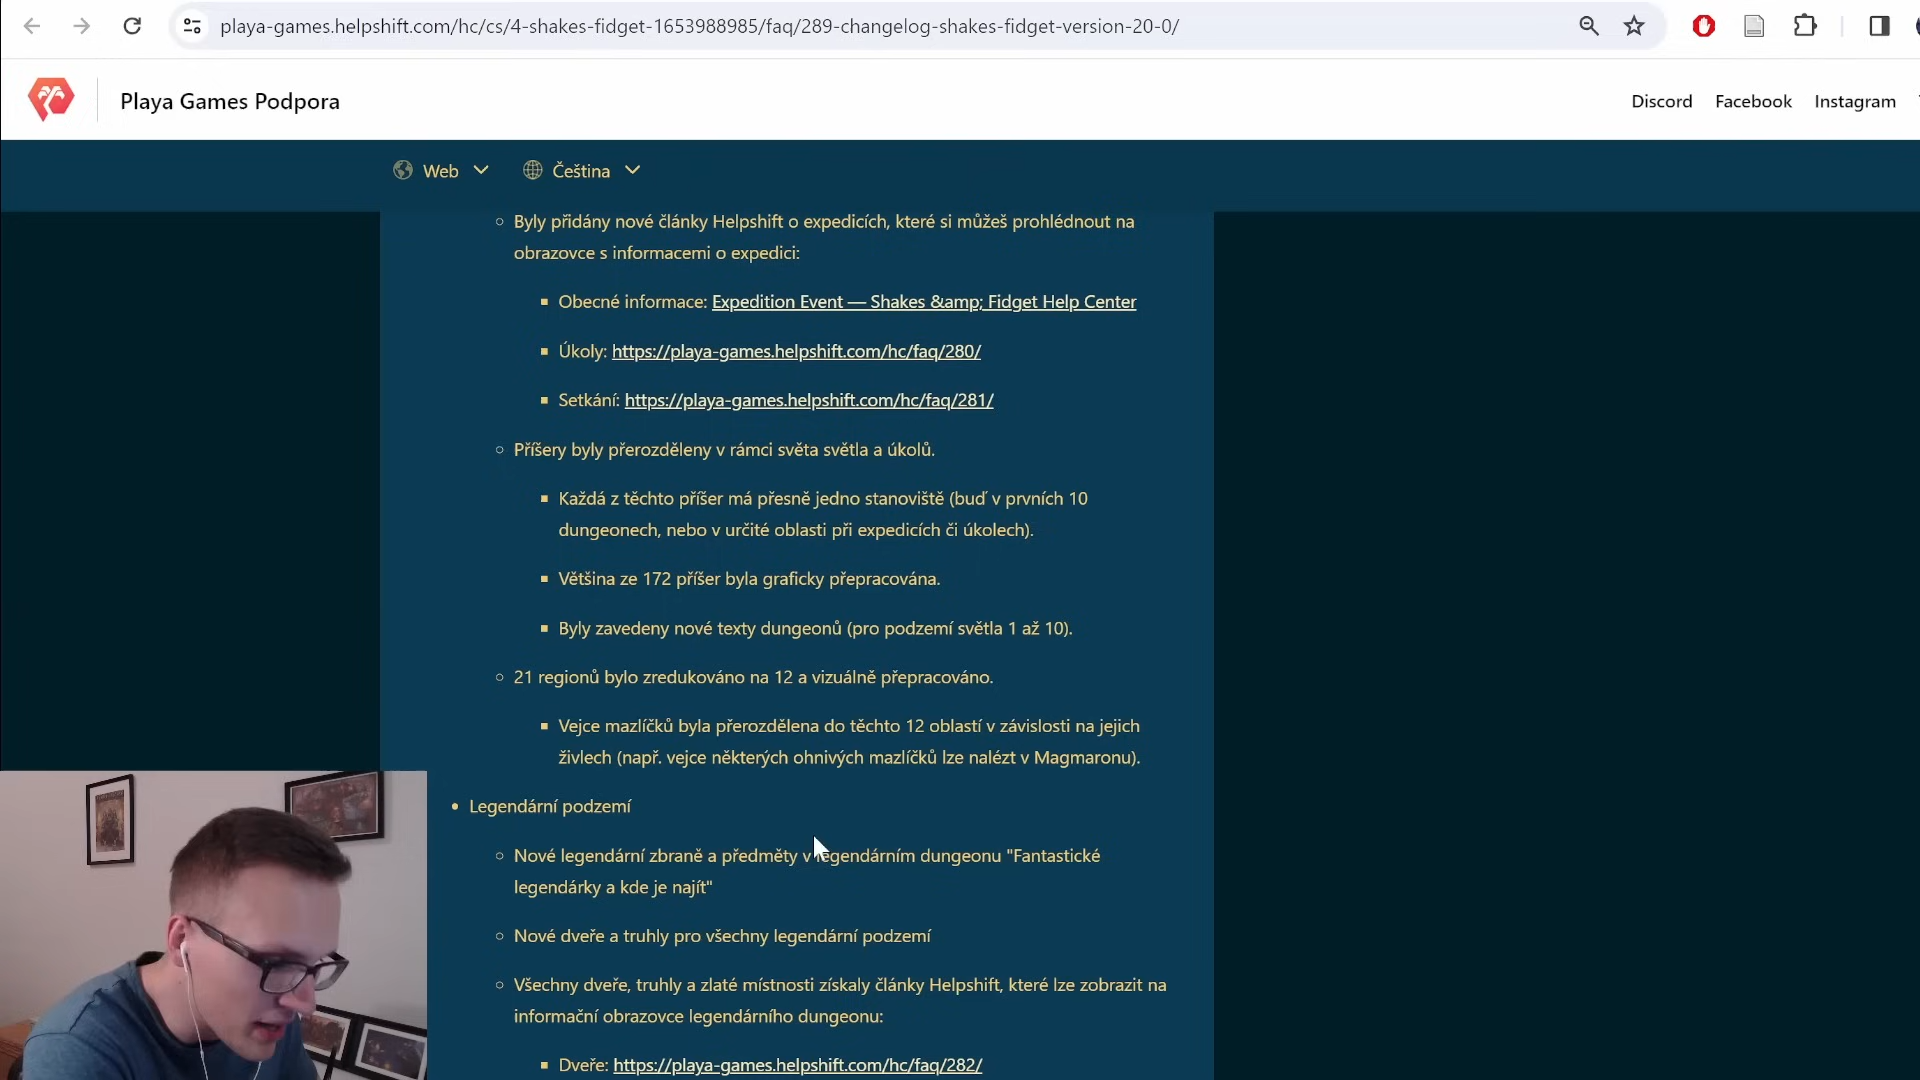 playa-games.helpshift.com/hc/cs/4-shakes-fidget-1653988985/faq/289-changelog-shakes-fidget-version-20-0/
Playa Games Podpora
Discord Facebook Instagram
Web Čeština
Byly přidány nové články Helpshift o expedicích, které si můžeš prohlédnout na
obrazovce s informacemi o expedici:
Obecné informace: Expedition Event — Shakes &amp; Fidget Help Center
Úkoly: https://playa-games.helpshift.com/hc/faq/280/
Setkání: https://playa-games.helpshift.com/hc/faq/281/
Příšery byly přerozděleny v rámci světa světla a úkolů.
Každá z těchto příšer má přesně jedno stanoviště (buď v prvních 10
dungeonech, nebo v určité oblasti při expedicích či úkolech).
Většina ze 172 příšer byla graficky přepracována.
Byly zavedeny nové texty dungeonů (pro podzemí světla 1 až 10).
21 regionů bylo zredukováno na 12 a vizuálně přepracováno.
Vejce mazlíčků byla přerozdělena do těchto 12 oblastí v závislosti na jejich
živlech (např. vejce některých ohnivých mazlíčků lze nalézt v Magmaronu).
Legendární podzemí
Nové legendární zbraně a předměty v legendárním dungeonu "Fantastické
legendárky a kde je najít"
Nové dveře a truhly pro všechny legendární podzemí
Všechny dveře, truhly a zlaté místnosti získaly články Helpshift, které lze zobrazit na
informační obrazovce legendárního dungeonu:
Dveře: https://playa-games.helpshift.com/hc/faq/282/